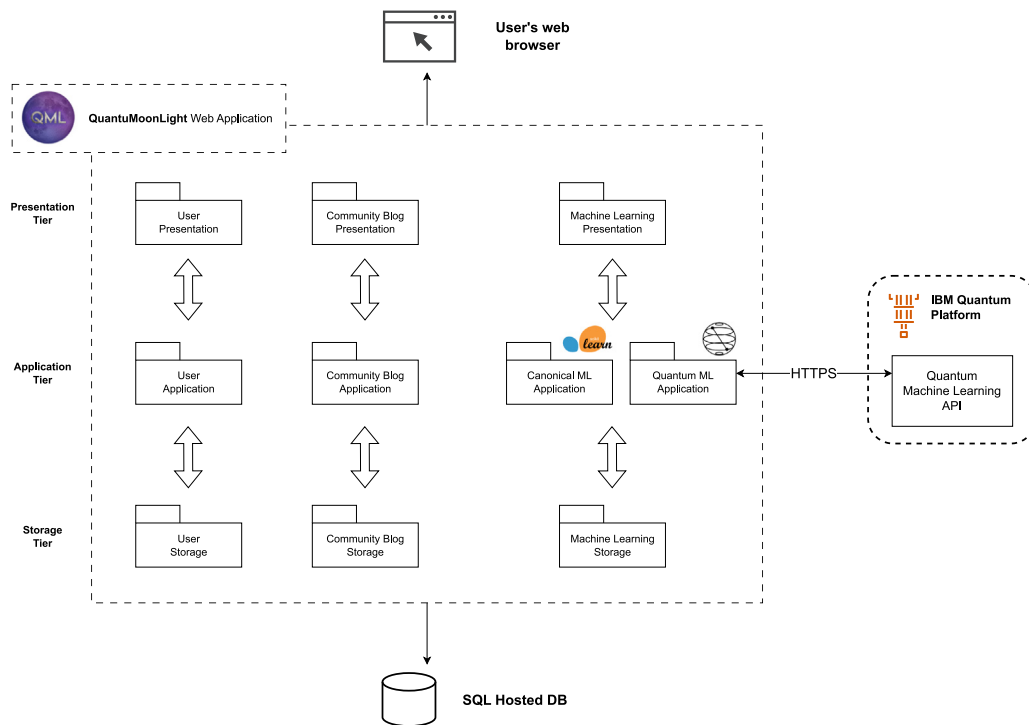 User's web
browser
QML
QuantuMoonLight Web Application
Presentation
Tier
User
Presentation
Community Blog
Presentation
Machine Learning
Presentation
IBM Quantum
Platform
learn
Application
Tier
User
Application
Community Blog
Application
Canonical ML
Application
Quantum ML
Application
HTTPS
Quantum
Machine Learning
API
Storage
Tier
User
Storage
Community Blog
Storage
Machine Learning
Storage
SQL Hosted DB